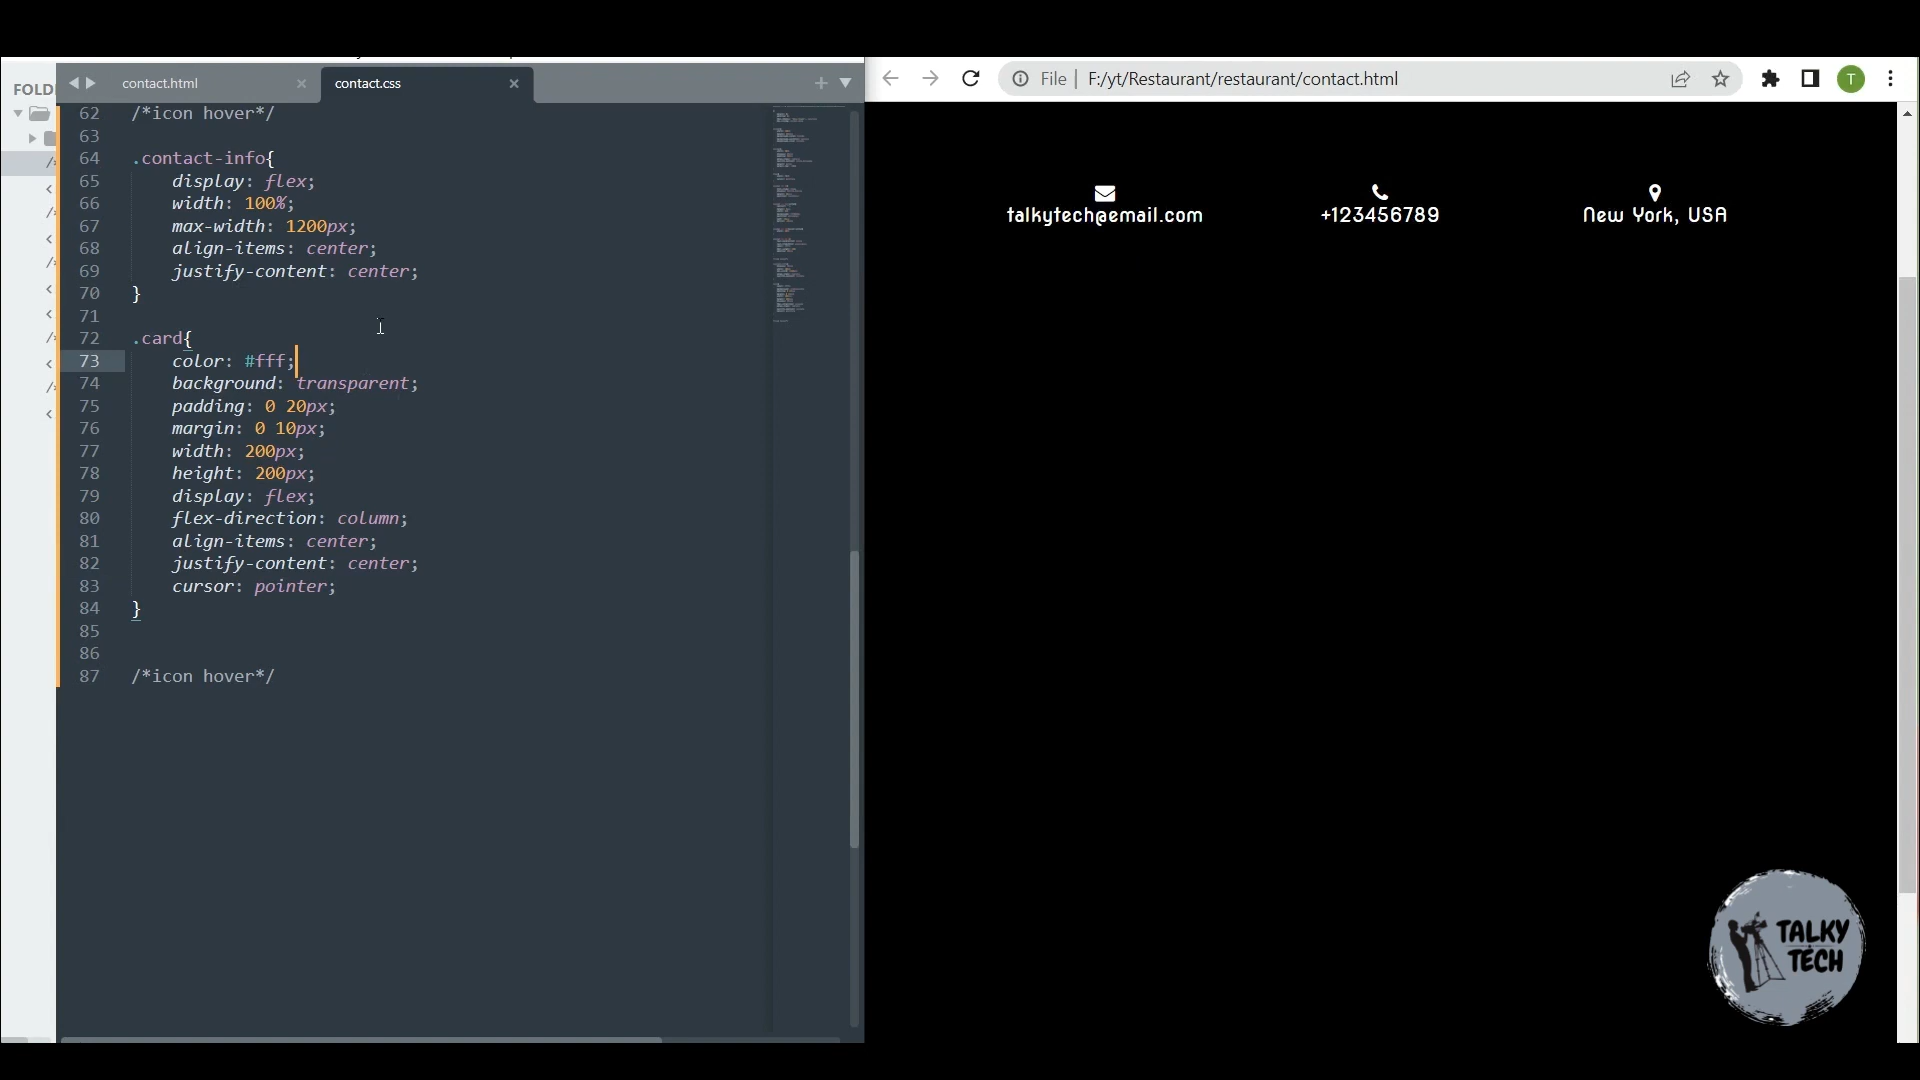 FOLD
contact.html
contact.css
62 /*icon hover*/
63
64 .contact-info{
65 display: flex;
66 width: 100%;
67 max-width: 1200px;
68 align-items: center;
69 justify-content: center;
70 }
71
72 .card{
73 color: #fff;
74 background: transparent;
75 padding: 0 20px;
76 margin: 0 10px;
77 width: 200px;
78 height: 200px;
79 display: flex;
80 flex-direction: column;
81 align-items: center;
82 justify-content: center;
83 cursor: pointer;
84 }
85
86
87 /*icon hover*/
File F:/yt/Restaurant/restaurant/contact.html
T
talkytech@email.com
+123456789
New York, USA
TALKY
TECH